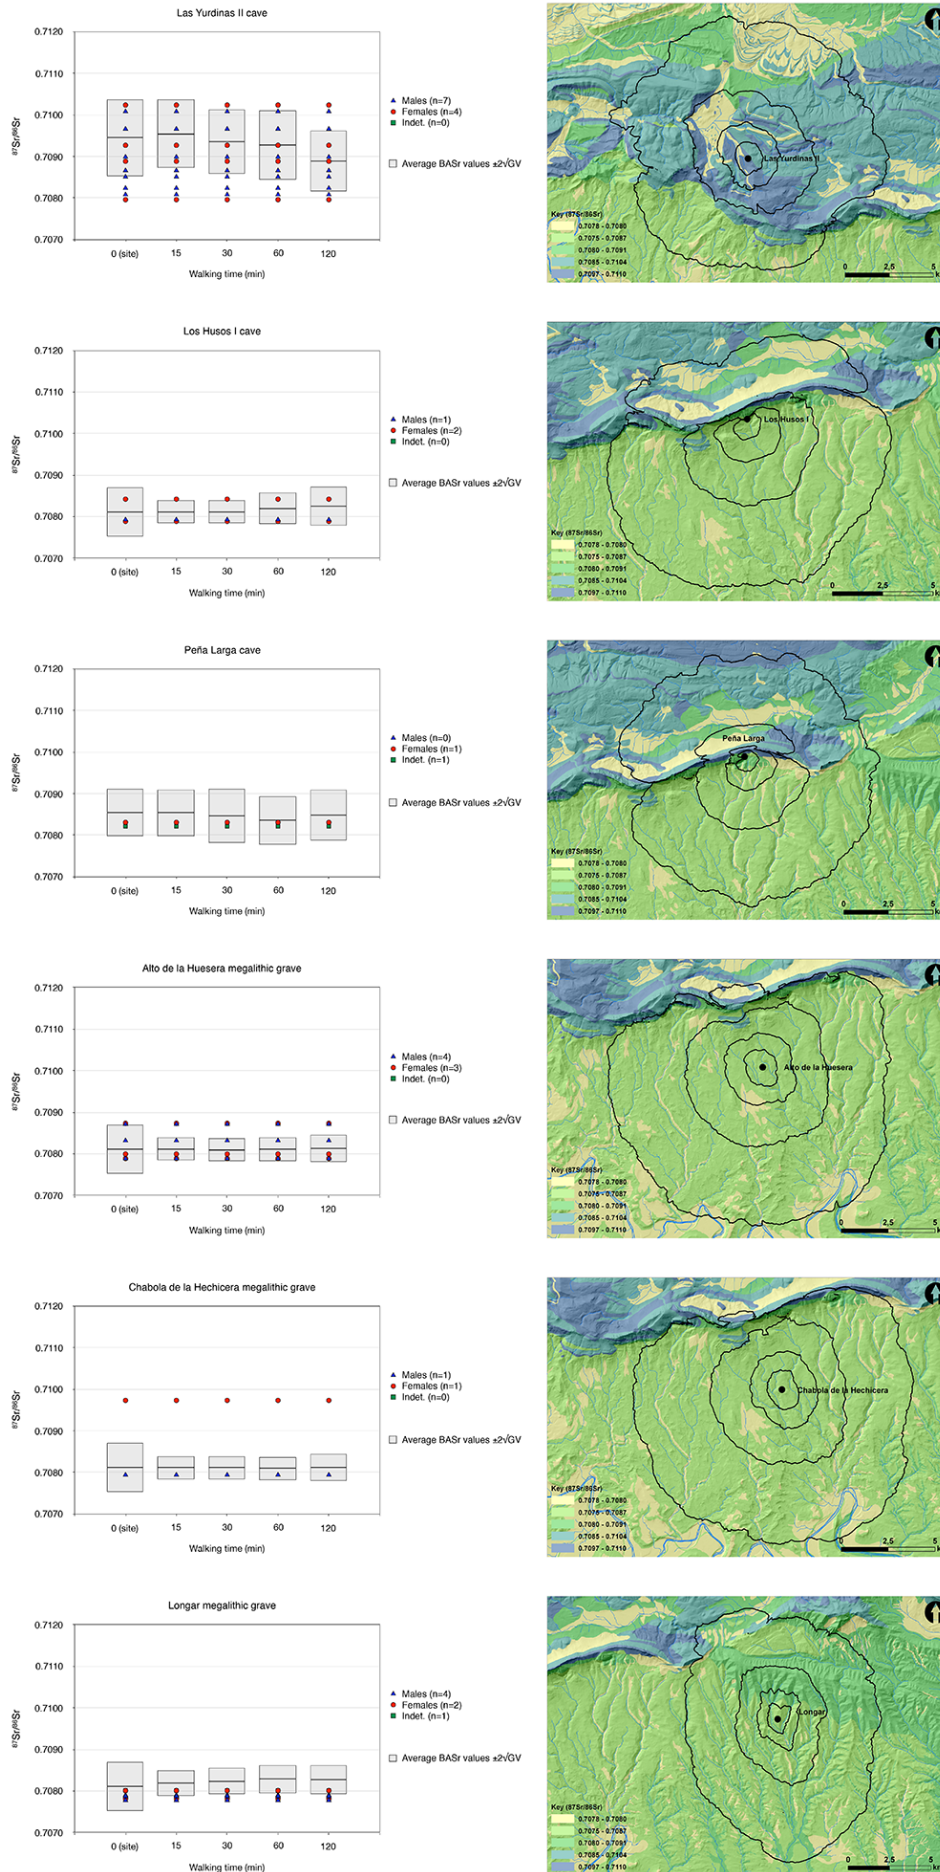 Las Yurdinas II cave
0.7120
0.7110
0.7100
0.7090
0.7080
0.7070
87Sr/86Sr
0 (site) 15 30 60 120
Walking time (min)
Males (n=7)
Females (n=4)
Indet. (n=0)
Average BASr values ±2√GV
Las Yurdinas II
Key (87Sr/86Sr)
0.7078 - 0.7080
0.7075 - 0.7087
0.7080 - 0.7091
0.7085 - 0.7104
0.7097 - 0.7110
0 2,5 5
k
Los Husos I cave
0.7120
0.7110
0.7100
0.7090
0.7080
0.7070
87Sr/86Sr
0 (site) 15 30 60 120
Walking time (min)
Males (n=1)
Females (n=2)
Indet. (n=0)
Average BASr values ±2√GV
Los Husos I
Key (87Sr/86Sr)
0.7078 - 0.7080
0.7075 - 0.7087
0.7080 - 0.7091
0.7085 - 0.7104
0.7097 - 0.7110
0 2,5 5
k
Peña Larga cave
0.7120
0.7110
0.7100
0.7090
0.7080
0.7070
87Sr/86Sr
0 (site) 15 30 60 120
Walking time (min)
Males (n=0)
Females (n=1)
Indet. (n=1)
Average BASr values ±2√GV
Peña Larga
Key (87Sr/86Sr)
0.7078 - 0.7080
0.7075 - 0.7087
0.7080 - 0.7091
0.7085 - 0.7104
0.7097 - 0.7110
0 2,5 5
k
Alto de la Huesera megalithic grave
0.7120
0.7110
0.7100
0.7090
0.7080
0.7070
87Sr/86Sr
0 (site) 15 30 60 120
Walking time (min)
Males (n=4)
Females (n=3)
Indet. (n=0)
Average BASr values ±2√GV
Alto de la Huesera
Key (87Sr/86Sr)
0.7078 - 0.7080
0.7075 - 0.7087
0.7080 - 0.7091
0.7085 - 0.7104
0.7097 - 0.7110
0 2,5 5
k
Chabola de la Hechicera megalithic grave
0.7120
0.7110
0.7100
0.7090
0.7080
0.7070
87Sr/86Sr
0 (site) 15 30 60 120
Walking time (min)
Males (n=1)
Females (n=1)
Indet. (n=0)
Average BASr values ±2√GV
Chabola de la Hechicera
Key (87Sr/86Sr)
0.7078 - 0.7080
0.7075 - 0.7087
0.7080 - 0.7091
0.7085 - 0.7104
0.7097 - 0.7110
0 2,5 5
k
Longar megalithic grave
0.7120
0.7110
0.7100
0.7090
0.7080
0.7070
87Sr/86Sr
0 (site) 15 30 60 120
Walking time (min)
Males (n=4)
Females (n=2)
Indet. (n=1)
Average BASr values ±2√GV
Longar
Key (87Sr/86Sr)
0.7078 - 0.7080
0.7075 - 0.7087
0.7080 - 0.7091
0.7085 - 0.7104
0.7097 - 0.7110
0 2,5 5
k